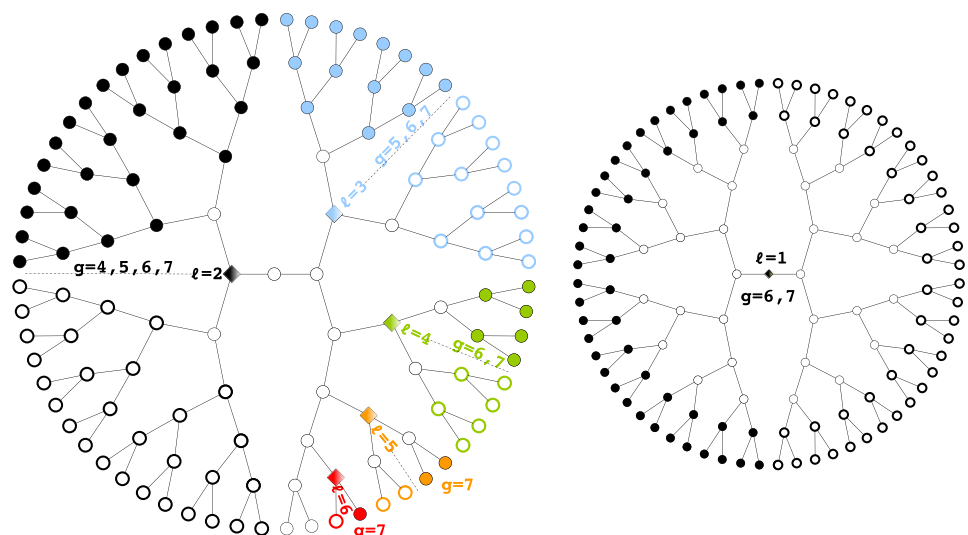 g=5,6,7
ℓ=3
g=4,5,6,7
ℓ=2
ℓ=4
g=6,7
ℓ=5
g=7
ℓ=6
g=7
ℓ=1
g=6,7